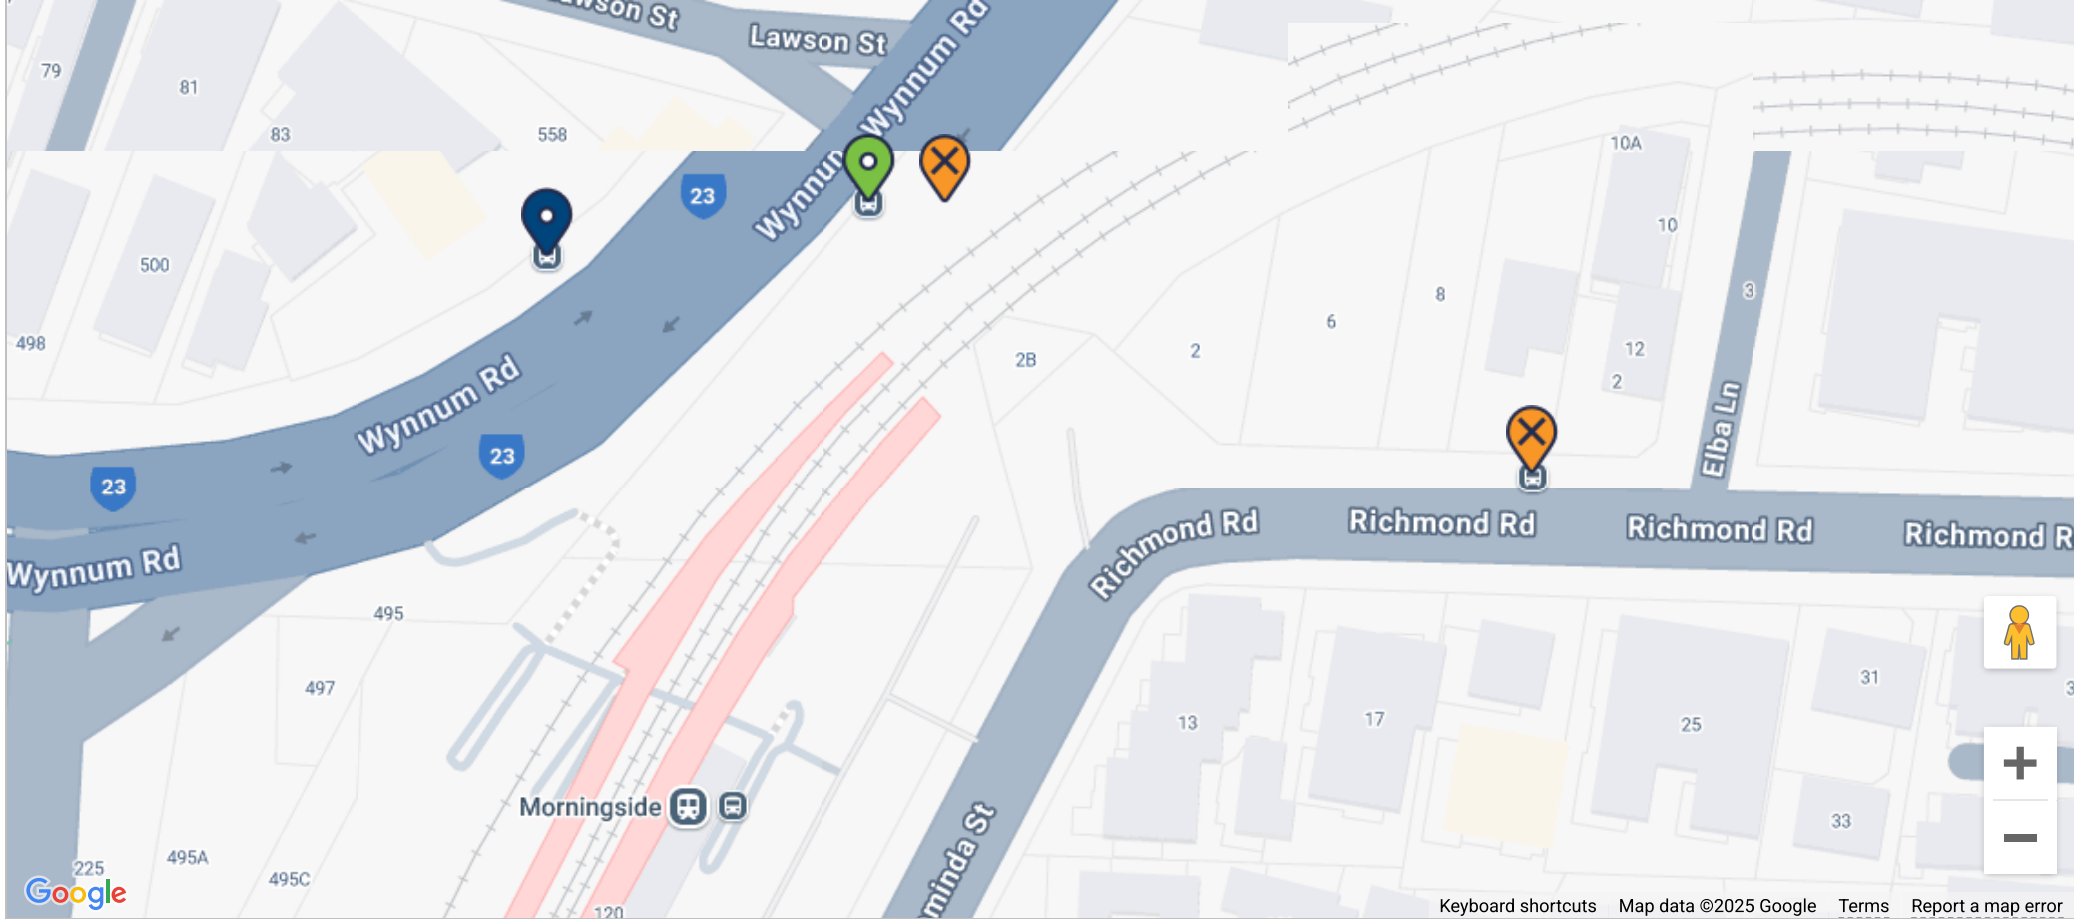 Lawson St
Lawson St
Wynnum Rd
79
81
83
558
10A
Wynnum
23
10
500
3
8
6
498
2B
2
12
2
Wynnum Rd
Elba Ln
23
23
Richmond Rd
Richmond Rd
Richmond Rd
Richmond R
Wynnum Rd
495
497
13
17
25
31
3
Morningside
33
minda St
495A
225
495C
120
Google
Keyboard shortcuts
Map data ©2025 Google
Terms
Report a map error